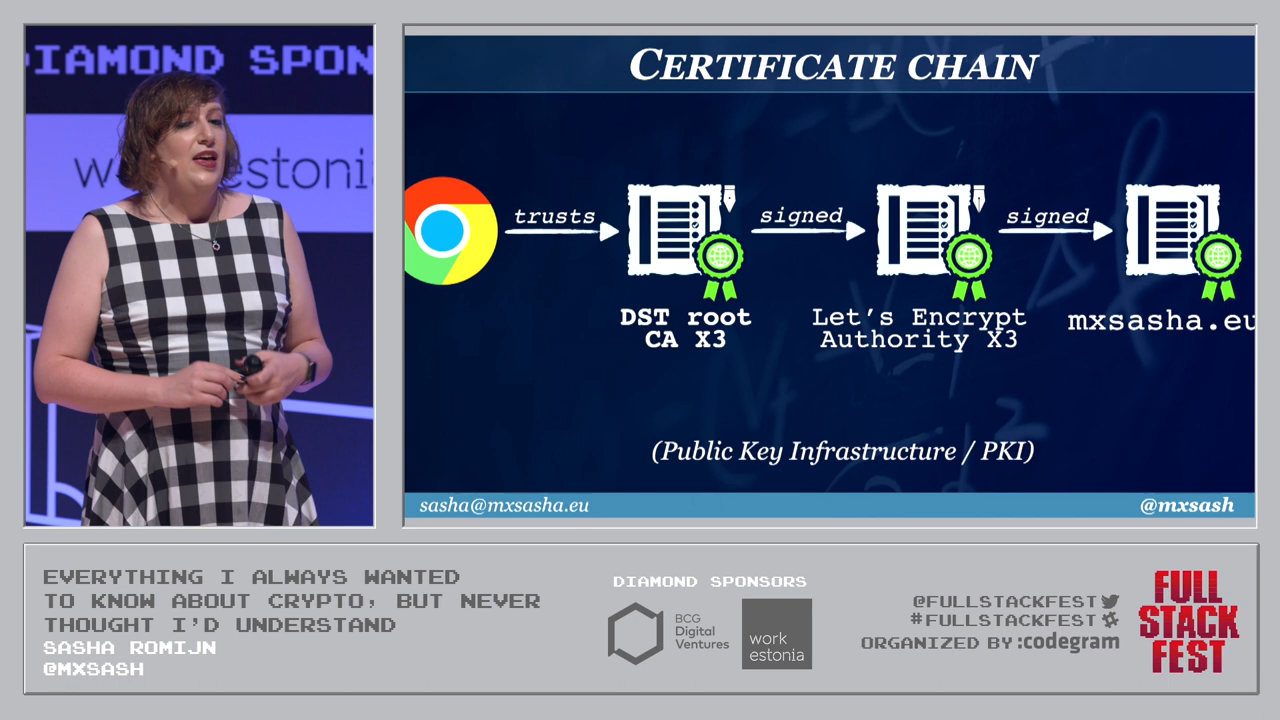 DIAMOND SPON
work estonia
CERTIFICATE CHAIN
trusts
signed
signed
DST root
CA X3
Let's Encrypt
Authority X3
mxsasha.eu
(Public Key Infrastructure / PKI)
sasha@mxsasha.eu
@mxsash
EVERYTHING I ALWAYS WANTED
TO KNOW ABOUT CRYPTO, BUT NEVER
THOUGHT I'D UNDERSTAND
SASHA ROMIJN
@MXSASH
DIAMOND SPONSORS
BCG
Digital
Ventures
work
estonia
@FULLSTACKFEST
#FULLSTACKFEST
ORGANIZED BY :codegram
FULL
STACK
FEST